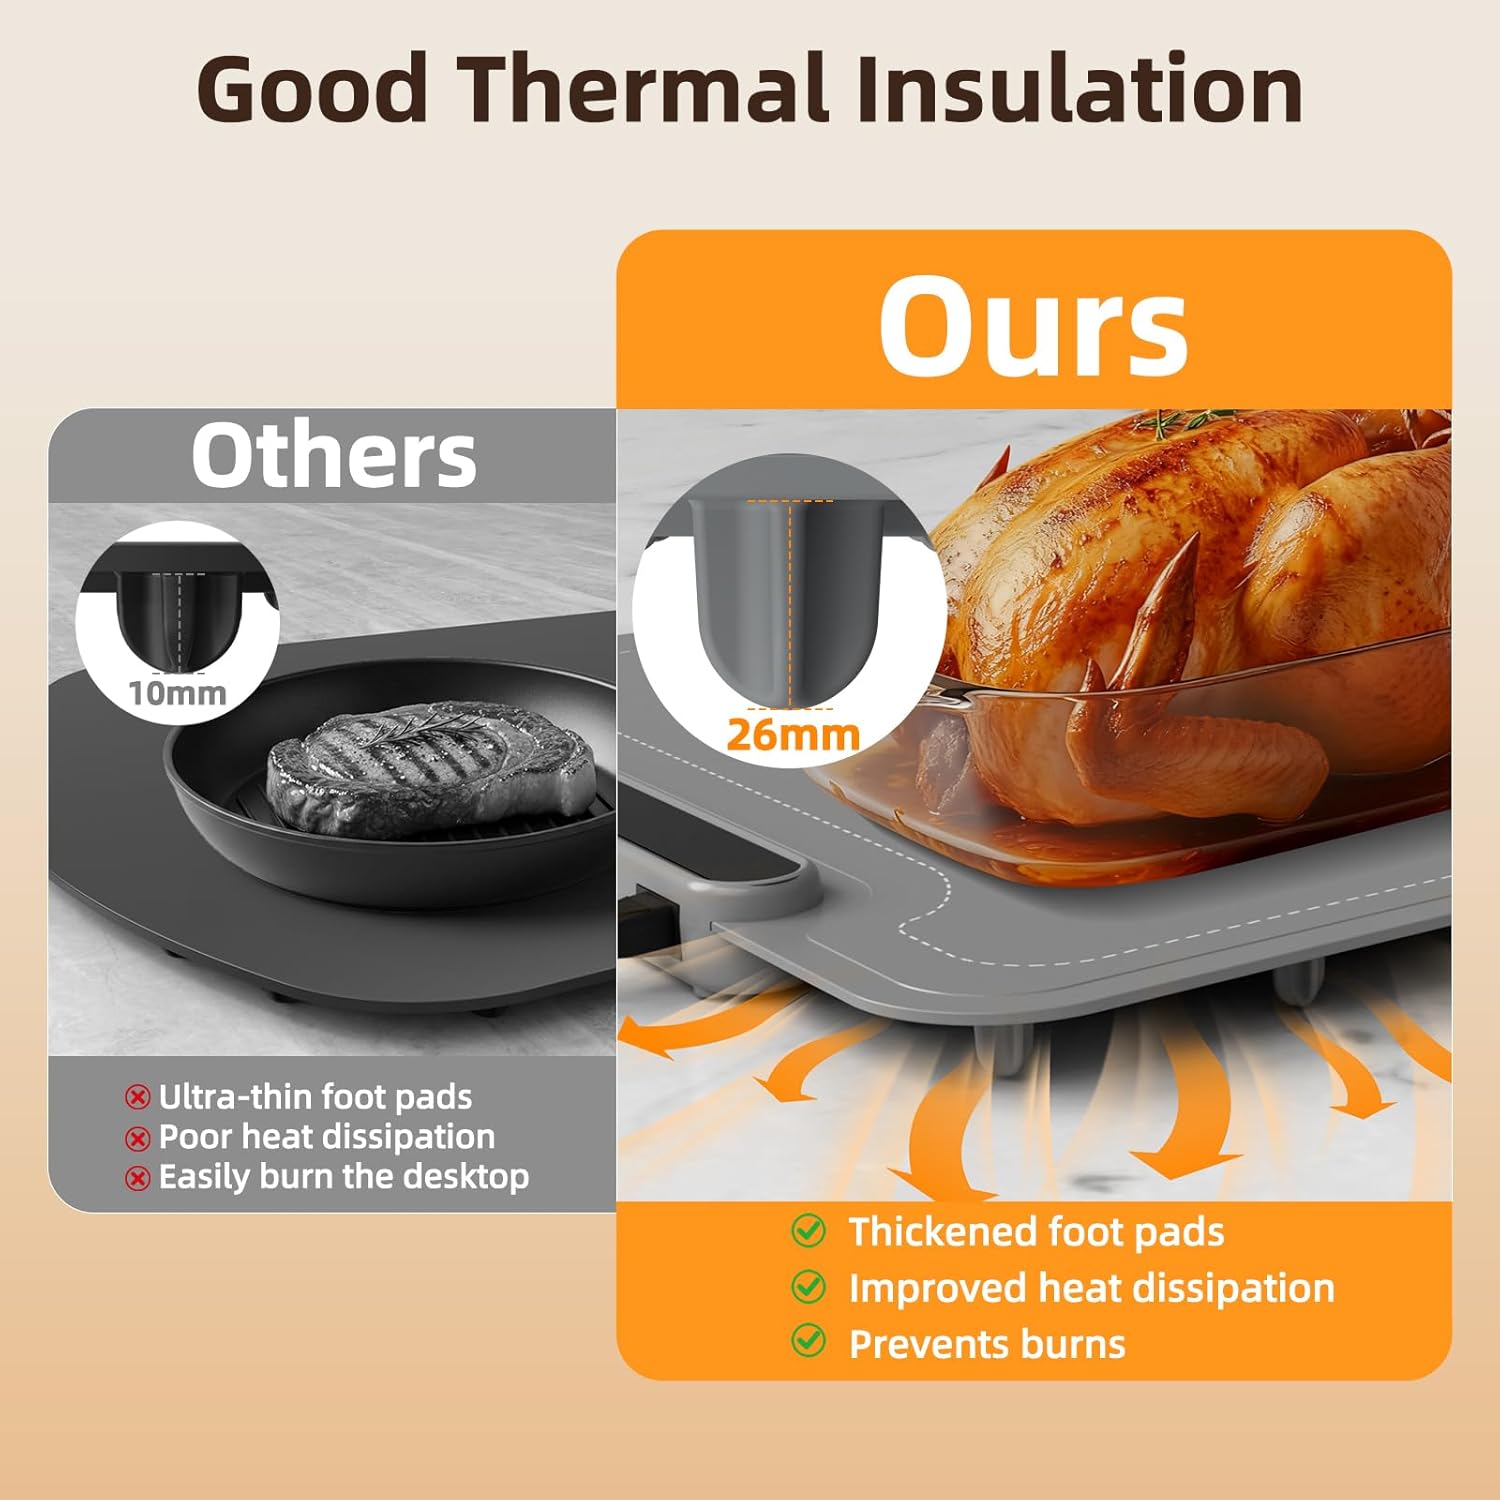 Good Thermal Insulation
Ours
Others
10mm
26mm
Ultra-thin foot pads
Poor heat dissipation
Easily burn the desktop
Thickened foot pads
Improved heat dissipation
Prevents burns